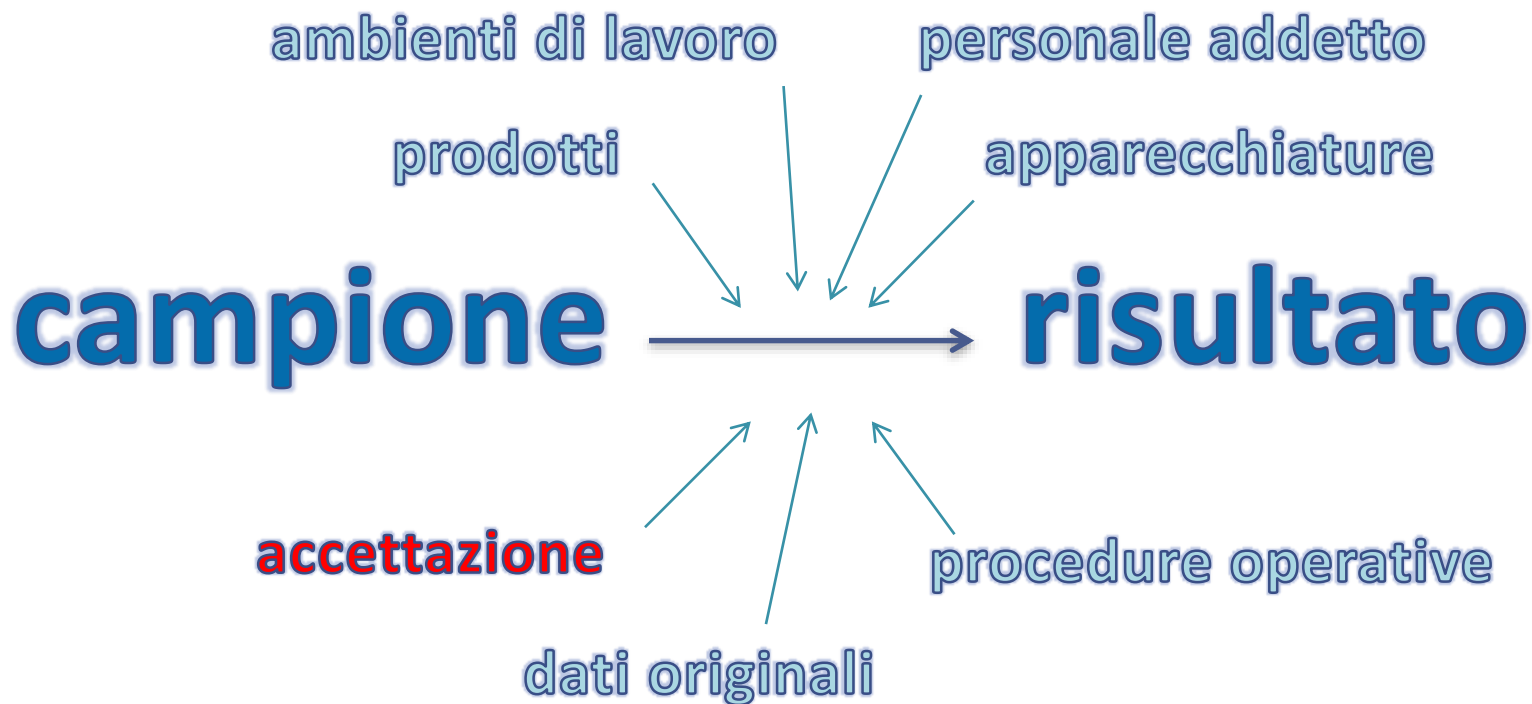 ambienti di lavoro
personale addetto
prodotti
apparecchiature
campione
risultato
accettazione
procedure operative
dati originali